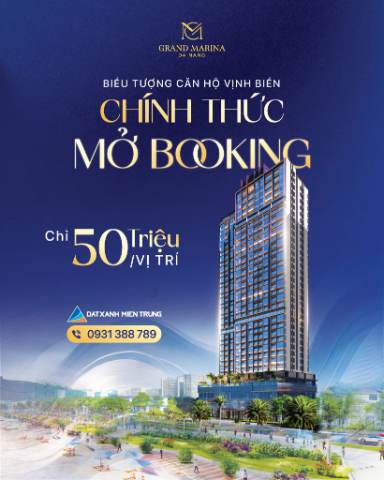 GRAND MARINA
DA NANG
BIỂU TƯỢNG CĂN HỘ VỊNH BIỂN
CHÍNH THỨC
MỞ BOOKING
Chỉ 50 Triệu
/VỊ TRÍ
DATXANH MIEN TRUNG
0931 388 789